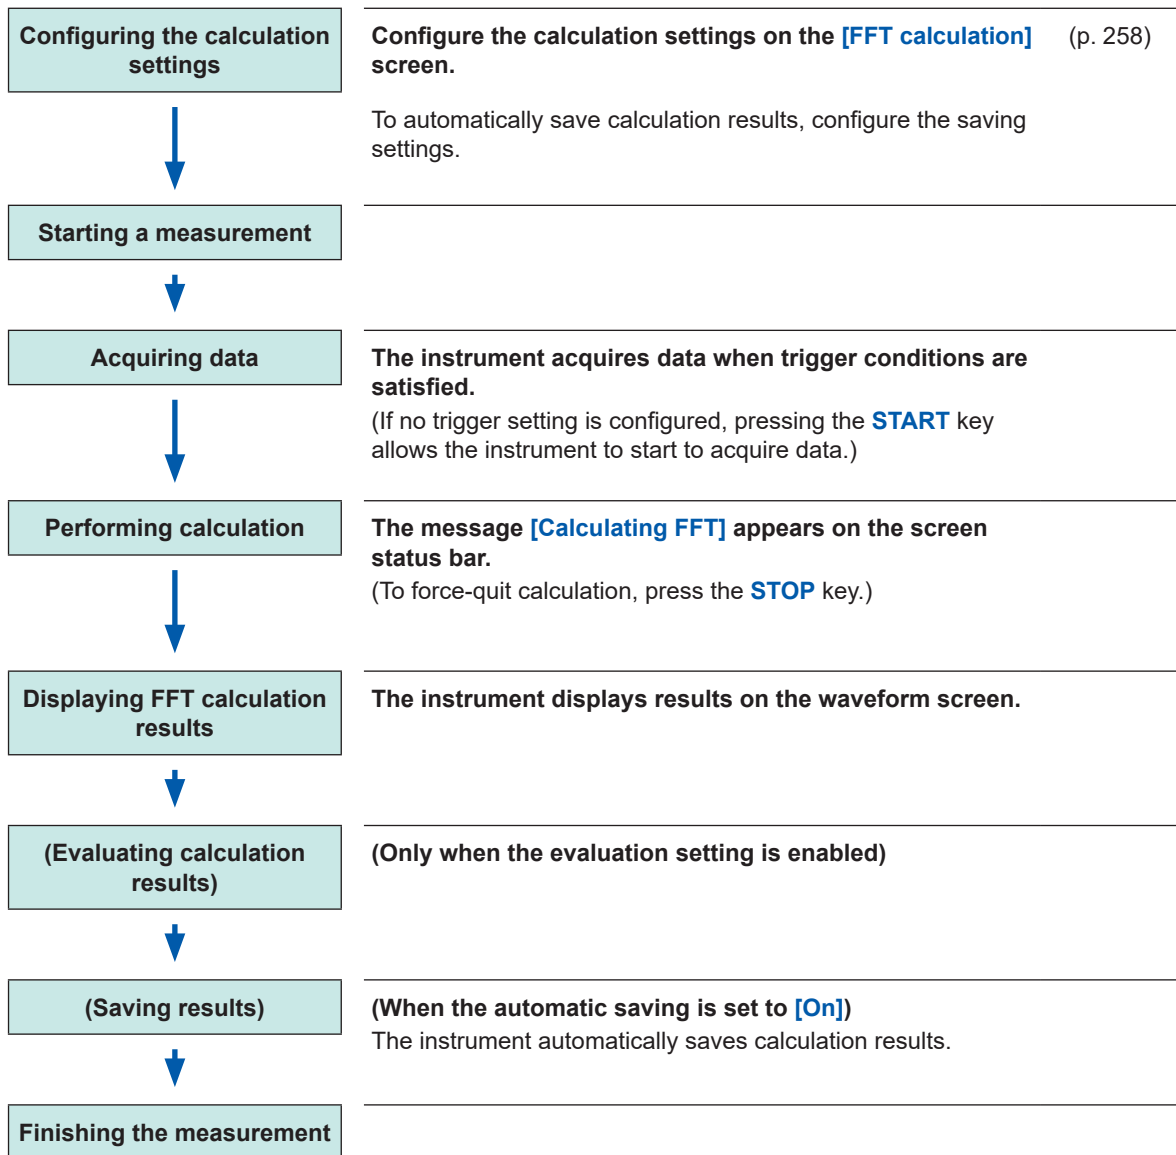 Configuring the calculation
settings
Configure the calculation settings on the [FFT calculation] (p. 258)
screen.
To automatically save calculation results, configure the saving
settings.
Starting a measurement
Acquiring data
The instrument acquires data when trigger conditions are
satisfied.
(If no trigger setting is configured, pressing the START key
allows the instrument to start to acquire data.)
Performing calculation
The message [Calculating FFT] appears on the screen
status bar.
(To force-quit calculation, press the STOP key.)
Displaying FFT calculation
results
The instrument displays results on the waveform screen.
(Evaluating calculation
results)
(Only when the evaluation setting is enabled)
(Saving results)
(When the automatic saving is set to [On])
The instrument automatically saves calculation results.
Finishing the measurement